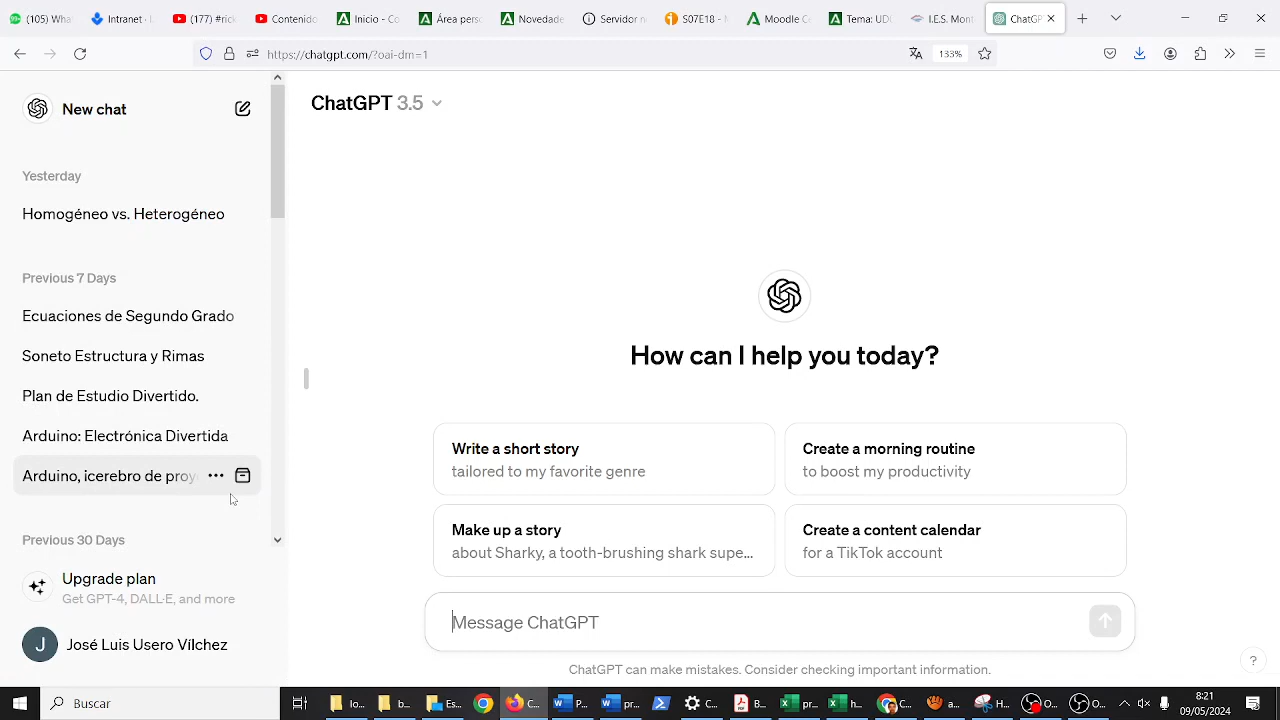 (99) Whats
Intranet ·
(177) #ric
Contenido
Inicio - Co
Área perso
Novedade
Servidor n
S07E18 -
Moodle C
Tema: UD
I.E.S. Mont
ChatGP
https://chatgpt.com/?oai-dm=1
133%
New chat
ChatGPT 3.5
Yesterday
Homogéneo vs. Heterogéneo
Previous 7 Days
Ecuaciones de Segundo Grado
Soneto Estructura y Rimas
Plan de Estudio Divertido.
Arduino: Electrónica Divertida
Arduino, icerebro de proy
Previous 30 Days
Upgrade plan
Get GPT-4, DALL·E, and more
José Luis Usero Vílchez
How can I help you today?
Write a short story
tailored to my favorite genre
Create a morning routine
to boost my productivity
Make up a story
about Sharky, a tooth-brushing shark supe...
Create a content calendar
for a TikTok account
Message ChatGPT
ChatGPT can make mistakes. Consider checking important information.
?
Buscar
8:21
09/05/2024